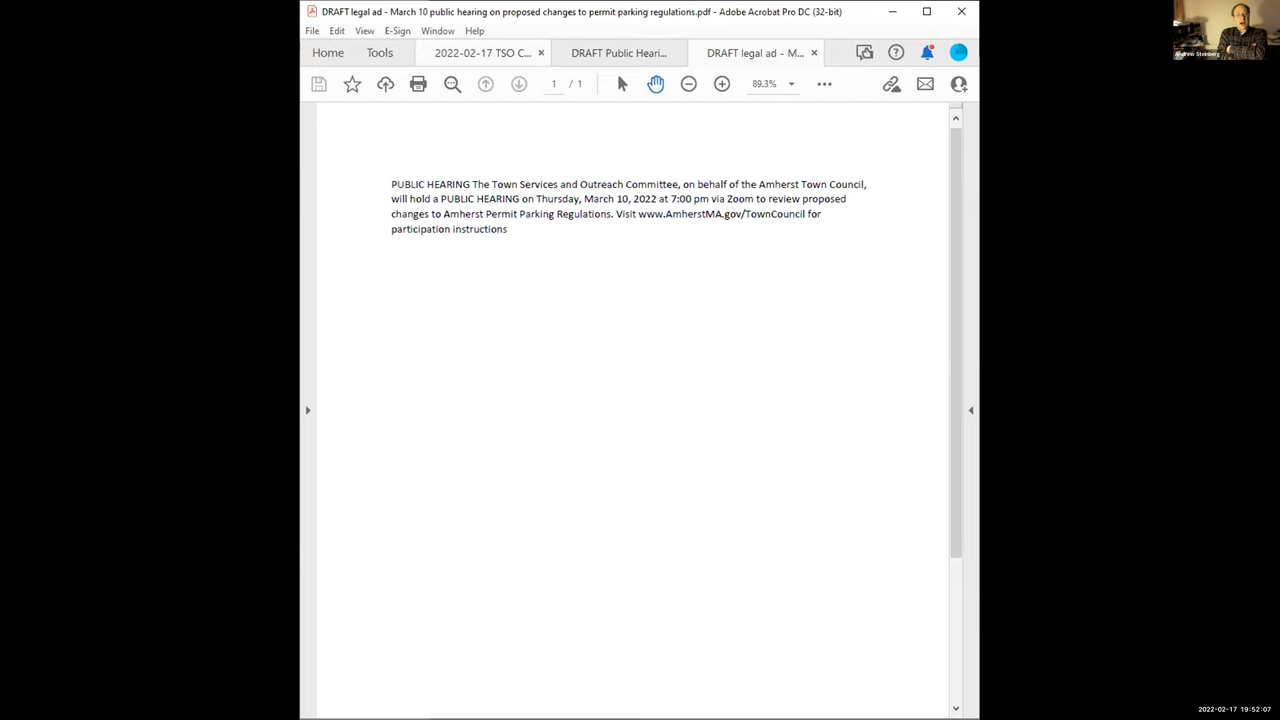 DRAFT legal ad - March 10 public hearing on proposed changes to permit parking regulations.pdf - Adobe Acrobat Pro DC (32-bit)
File Edit View E-Sign Window Help
Home Tools 2022-02-17 TSO C... DRAFT Public Heari... DRAFT legal ad - M...
1 / 1 89.3%
PUBLIC HEARING The Town Services and Outreach Committee, on behalf of the Amherst Town Council,
will hold a PUBLIC HEARING on Thursday, March 10, 2022 at 7:00 pm via Zoom to review proposed
changes to Amherst Permit Parking Regulations. Visit www.AmherstMA.gov/TownCouncil for
participation instructions
Andrew Steinberg
2022-02-17 19:52:07